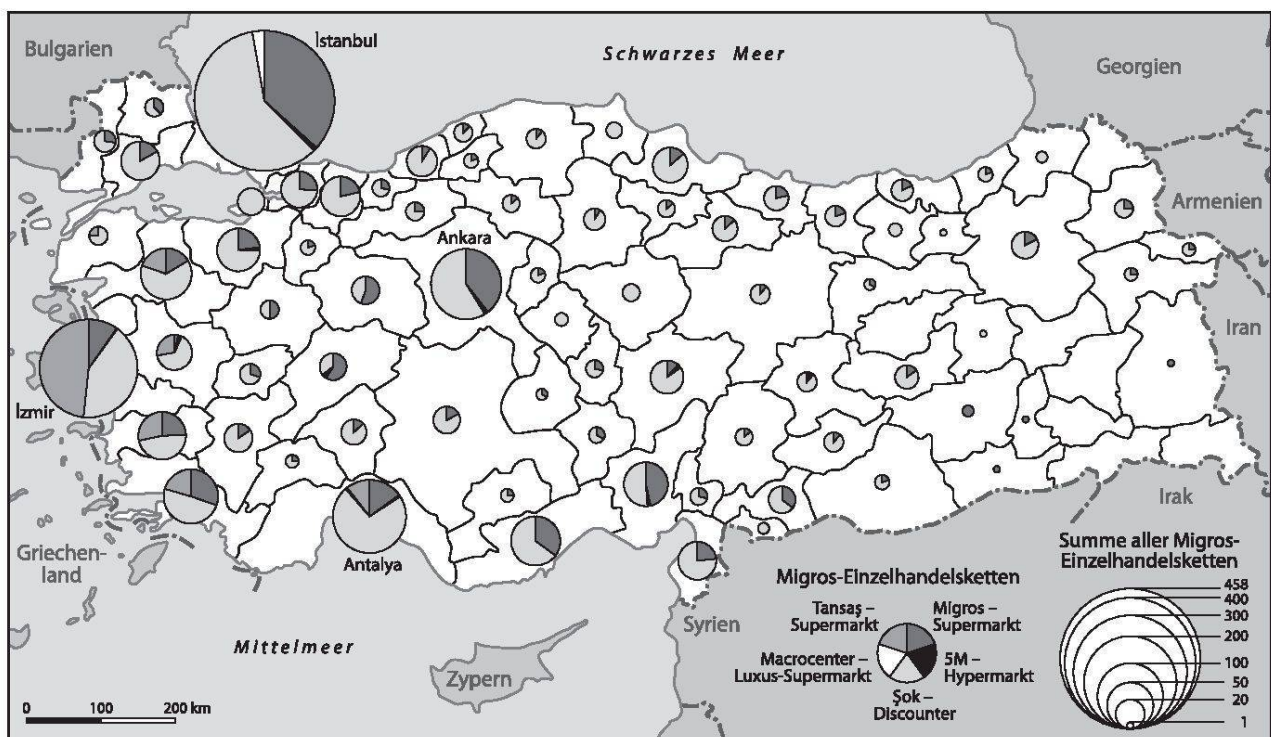 Bulgarien
İstanbul
Schwarzes Meer
Georgien
Armenien
Ankara
Iran
İzmir
Irak
Griechen-
land
Antalya
Syrien
Mittelmeer
Zypern
0 100 200 km
Migros-Einzelhandelsketten
Tansaş –
Supermarkt
Migros –
Supermarkt
Macrocenter –
Luxus-Supermarkt
5M –
Hypermarkt
Şok –
Discounter
Summe aller Migros-
Einzelhandelsketten
458
400
300
200
100
50
20
1